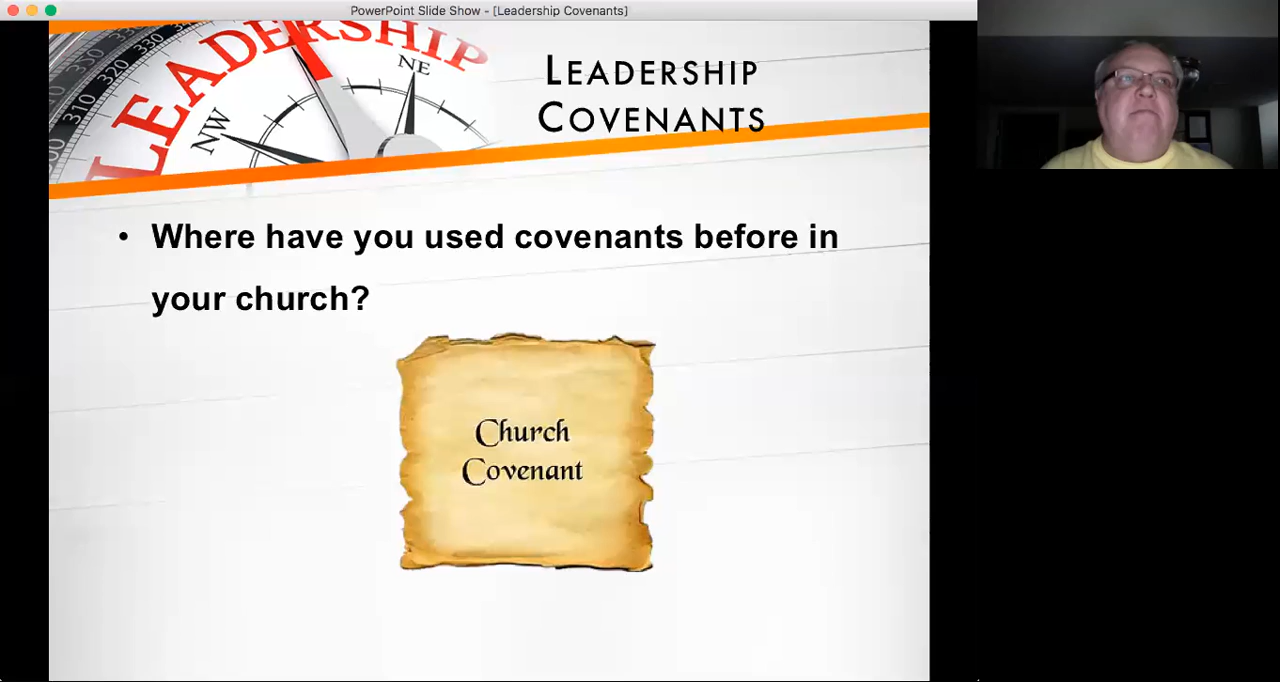 PowerPoint Slide Show - [Leadership Covenants]
LEADERSHIP
NE
NW
330
320
310
LEADERSHIP
COVENANTS
• Where have you used covenants before in
your church?
Church
Covenant